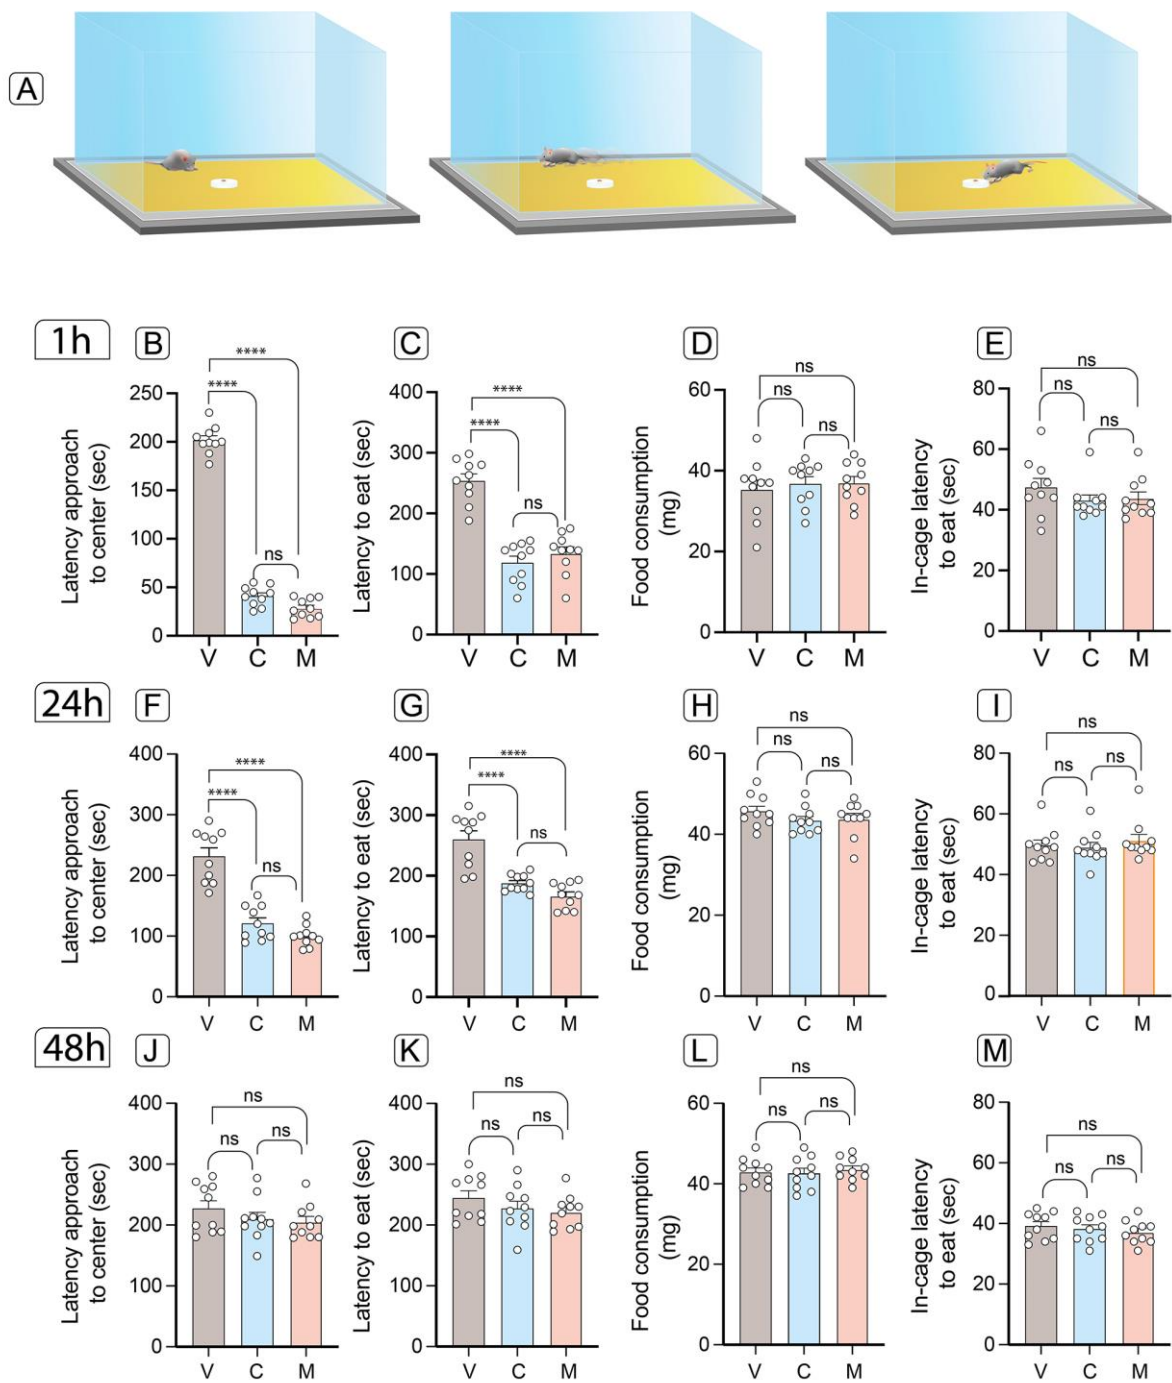 A
1h
B
Latency approach
to center (sec)
250
200
150
100
50
0
****
****
ns
V C M
C
Latency to eat (sec)
400
300
200
100
0
****
****
ns
V C M
D
Food consumption
(mg)
60
40
20
0
ns
ns
ns
V C M
E
In-cage latency
to eat (sec)
80
60
40
20
0
ns
ns
ns
V C M
24h
F
Latency approach
to center (sec)
400
300
200
100
0
****
****
ns
V C M
G
Latency to eat (sec)
400
300
200
100
0
****
****
ns
V C M
H
Food consumption
(mg)
60
40
20
0
ns
ns
ns
V C M
I
In-cage latency
to eat (sec)
80
60
40
20
0
ns
ns
ns
V C M
48h
J
Latency approach
to center (sec)
400
300
200
100
0
ns
ns
ns
V C M
K
Latency to eat (sec)
400
300
200
100
0
ns
ns
ns
V C M
L
Food consumption
(mg)
60
40
20
0
ns
ns
ns
V C M
M
In-cage latency
to eat (sec)
80
60
40
20
0
ns
ns
ns
V C M